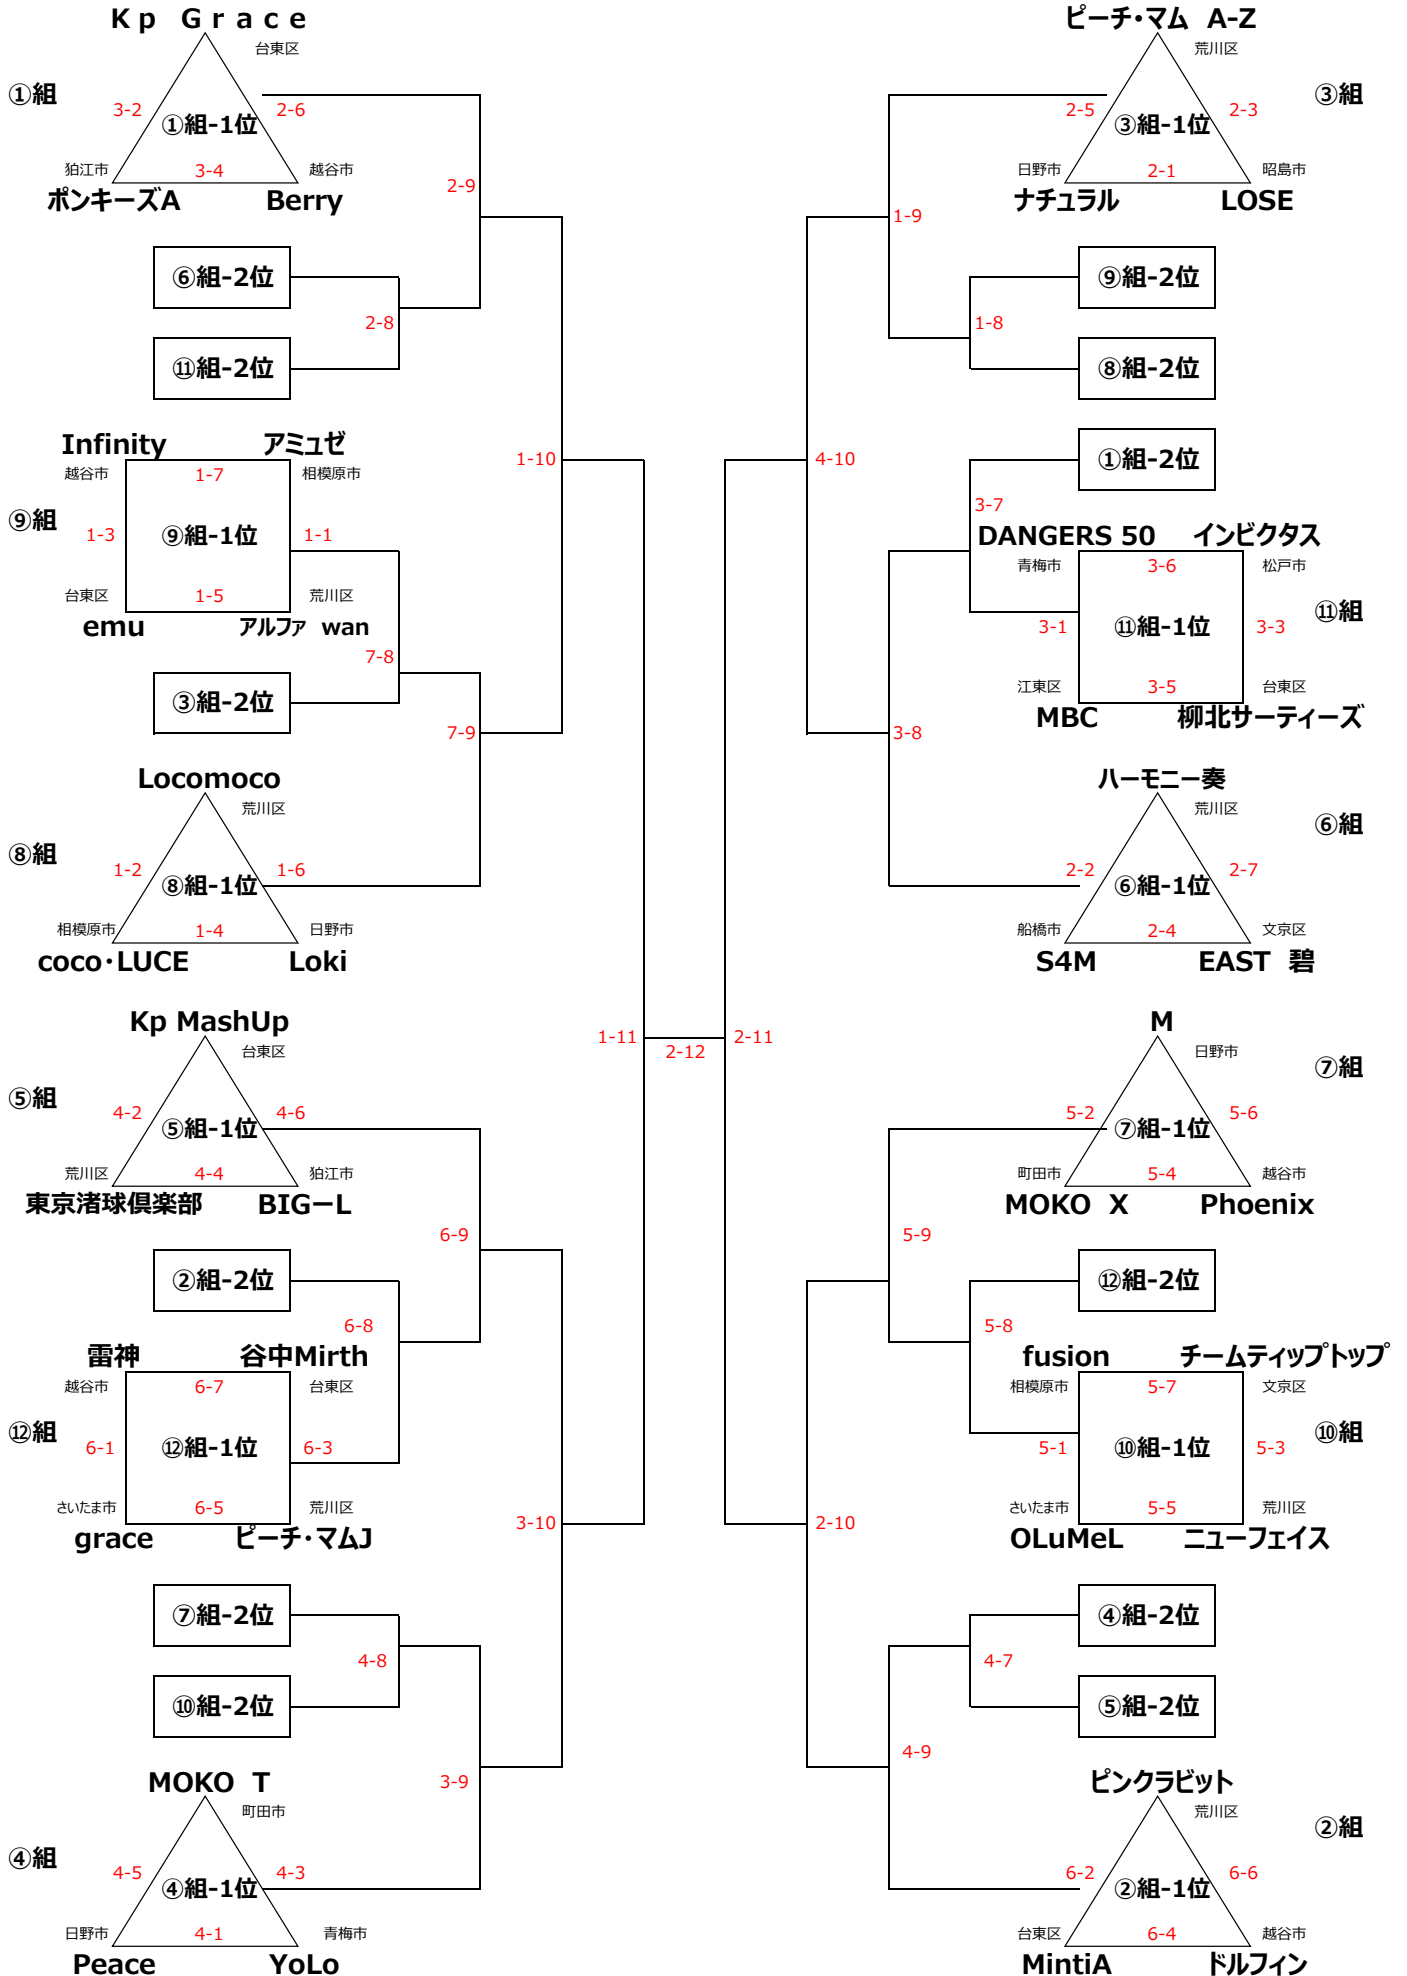 Kp Grace
台東区
①組
3-2
①組-1位
2-6
狛江市
3-4
越谷市
ポンキーズA
Berry
2-9
⑥組-2位
2-8
⑪組-2位
Infinity
アミュゼ
越谷市
1-7
相模原市
1-10
⑨組
1-3
⑨組-1位
1-1
台東区
1-5
荒川区
emu
アルファ wan
7-8
③組-2位
7-9
Locomoco
荒川区
⑧組
1-2
⑧組-1位
1-6
相模原市
1-4
日野市
coco・LUCE
Loki
Kp MashUp
台東区
1-11
2-12
2-11
⑤組
4-2
⑤組-1位
4-6
荒川区
4-4
狛江市
東京渚球倶楽部
BIG－L
6-9
②組-2位
6-8
雷神
谷中Mirth
越谷市
6-7
台東区
⑫組
6-1
⑫組-1位
6-3
さいたま市
6-5
荒川区
grace
ピーチ・マムJ
3-10
⑦組-2位
4-8
⑩組-2位
MOKO T
3-9
町田市
④組
4-5
④組-1位
4-3
日野市
4-1
青梅市
Peace
YoLo
ピーチ・マム A-Z
荒川区
③組
2-5
③組-1位
2-3
日野市
2-1
昭島市
ナチュラル
LOSE
1-9
⑨組-2位
1-8
⑧組-2位
4-10
①組-2位
3-7
DANGERS 50
インビクタス
青梅市
3-6
松戸市
⑪組
3-1
⑪組-1位
3-3
江東区
3-5
台東区
MBC
柳北サーティーズ
3-8
ハーモニー奏
荒川区
⑥組
2-2
⑥組-1位
2-7
船橋市
2-4
文京区
S4M
EAST 碧
M
日野市
⑦組
5-2
⑦組-1位
5-6
町田市
5-4
越谷市
MOKO X
Phoenix
5-9
⑫組-2位
5-8
fusion
チームティップトップ
相模原市
5-7
文京区
⑩組
5-1
⑩組-1位
5-3
さいたま市
5-5
荒川区
OLuMeL
ニューフェイス
2-10
④組-2位
4-7
⑤組-2位
4-9
ピンクラビット
荒川区
②組
6-2
②組-1位
6-6
台東区
6-4
越谷市
MintiA
ドルフィン